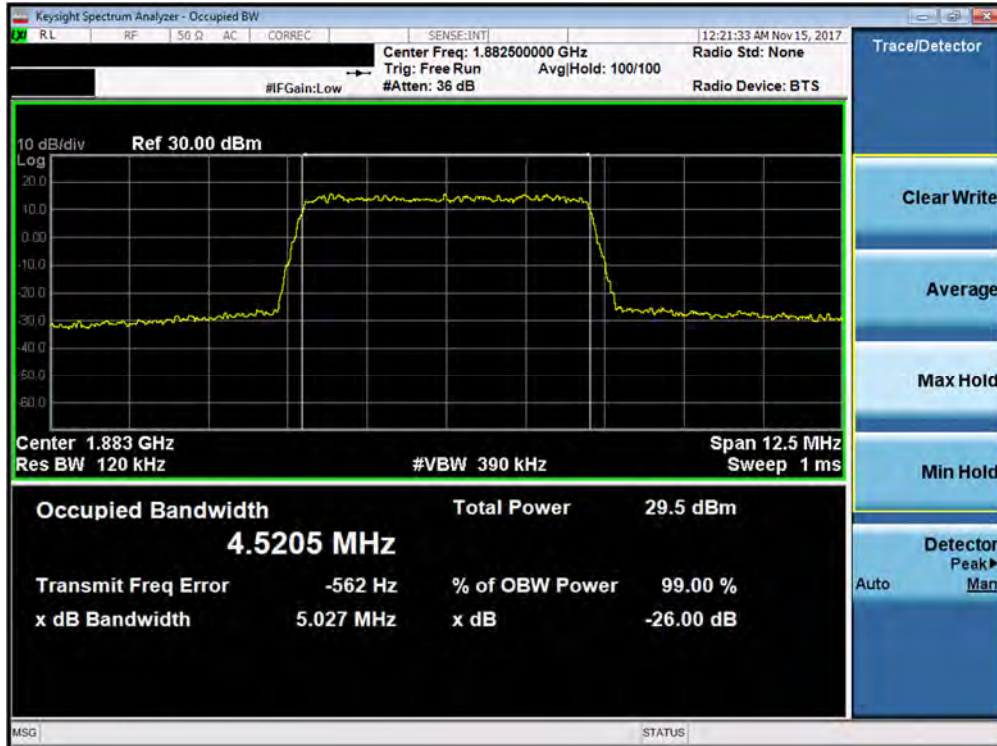 Keysight Spectrum Analyzer - Occupied BW
RL RF 50 Ω AC CORREC SENSE:INT 12:21:33 AM Nov 15, 2017
Center Freq: 1.882500000 GHz Radio Std: None
Trig: Free Run Avg|Hold: 100/100
#IFGain:Low #Atten: 36 dB Radio Device: BTS
Trace/Detector
10 dB/div Ref 30.00 dBm
Log
20.0
10.0
0.00
-10.0
-20.0
-30.0
-40.0
-50.0
-60.0
Center 1.883 GHz Span 12.5 MHz
Res BW 120 kHz #VBW 390 kHz Sweep 1 ms
Occupied Bandwidth Total Power 29.5 dBm
4.5205 MHz
Transmit Freq Error -562 Hz % of OBW Power 99.00 %
x dB Bandwidth 5.027 MHz x dB -26.00 dB
Clear Write
Average
Max Hold
Min Hold
Detector
Peak▶
Auto Man
MSG STATUS